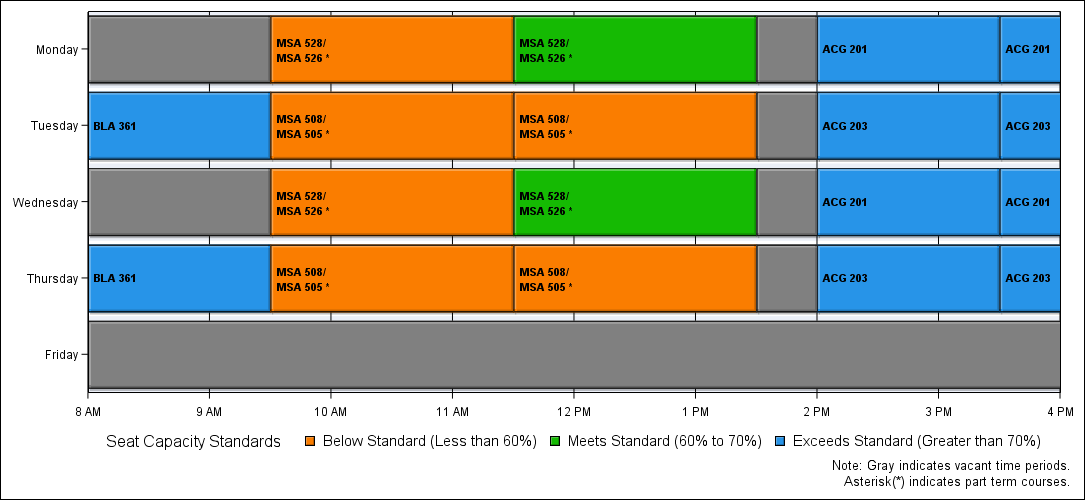 Monday
MSA 528/
MSA 526 *
MSA 528/
MSA 526 *
ACG 201
ACG 201
Tuesday
BLA 361
MSA 508/
MSA 505 *
MSA 508/
MSA 505 *
ACG 203
ACG 203
Wednesday
MSA 528/
MSA 526 *
MSA 528/
MSA 526 *
ACG 201
ACG 201
Thursday
BLA 361
MSA 508/
MSA 505 *
MSA 508/
MSA 505 *
ACG 203
ACG 203
Friday
8 AM 9 AM 10 AM 11 AM 12 PM 1 PM 2 PM 3 PM 4 PM
Seat Capacity Standards Below Standard (Less than 60%) Meets Standard (60% to 70%) Exceeds Standard (Greater than 70%)
Note: Gray indicates vacant time periods.
Asterisk(*) indicates part term courses.